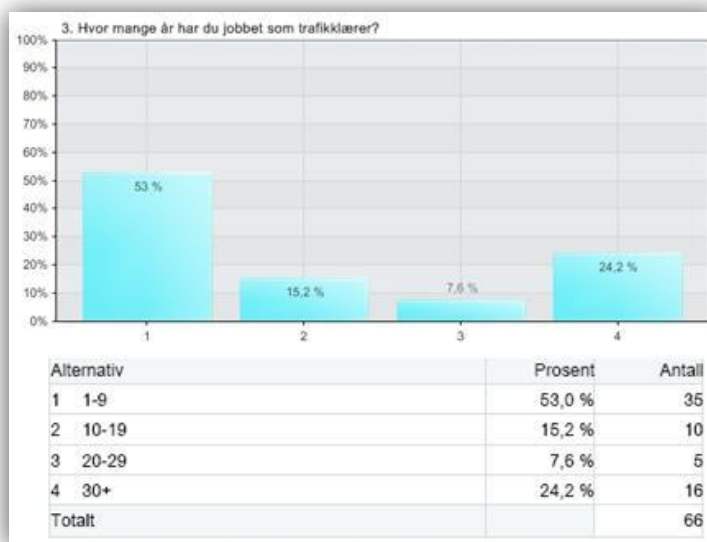 3. Hvor mange år har du jobbet som trafikklærer?
100%
90%
80%
70%
60%
50%
40%
30%
20%
10%
0%
53 %
15,2 %
7,6 %
24,2 %
1 2 3 4
Alternativ Prosent Antall
1 1-9 53,0 % 35
2 10-19 15,2 % 10
3 20-29 7,6 % 5
4 30+ 24,2 % 16
Totalt 66